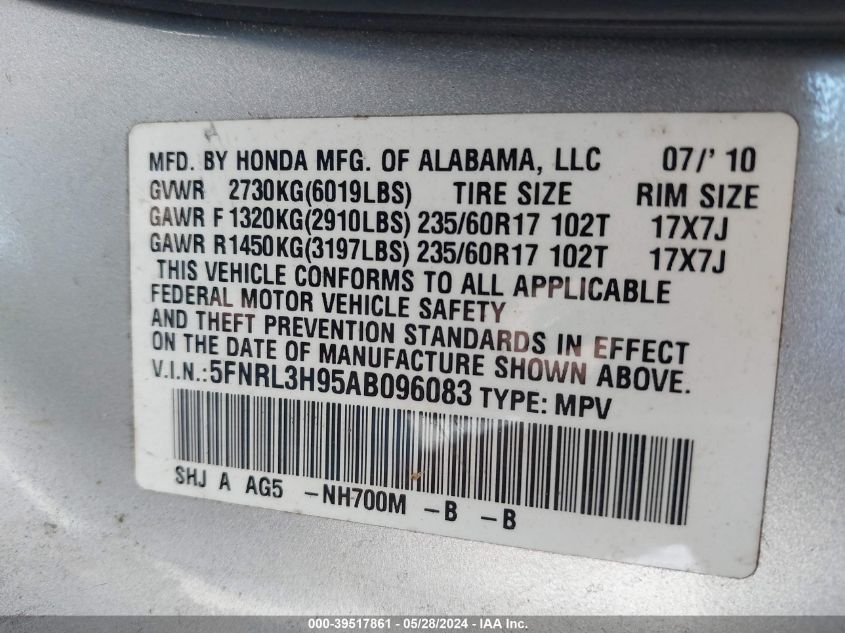 MFD. BY HONDA MFG. OF ALABAMA, LLC 07/' 10
GVWR 2730KG(6019LBS) TIRE SIZE RIM SIZE
GAWR F 1320KG(2910LBS) 235/60R17 102T 17X7J
GAWR R1450KG(3197LBS) 235/60R17 102T 17X7J
THIS VEHICLE CONFORMS TO ALL APPLICABLE
FEDERAL MOTOR VEHICLE SAFETY
AND THEFT PREVENTION STANDARDS IN EFFECT
ON THE DATE OF MANUFACTURE SHOWN ABOVE.
V.I.N.:5FNRL3H95AB096083 TYPE: MPV
SHJ A AG5 -NH700M -B -B
000-39517861 / 05/28/2024 - IAA Inc.